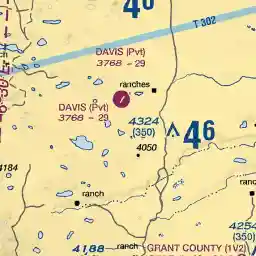 4⁰
T 302
DAVIS (Pvt)
3768 - 29
ranches
DAVIS (Pvt)
3768 - 29
4324
(350)
4⁶
4050
4184
ranch
ranch
4254
(350)
4188
ranch
GRANT COUNTY (1V2)